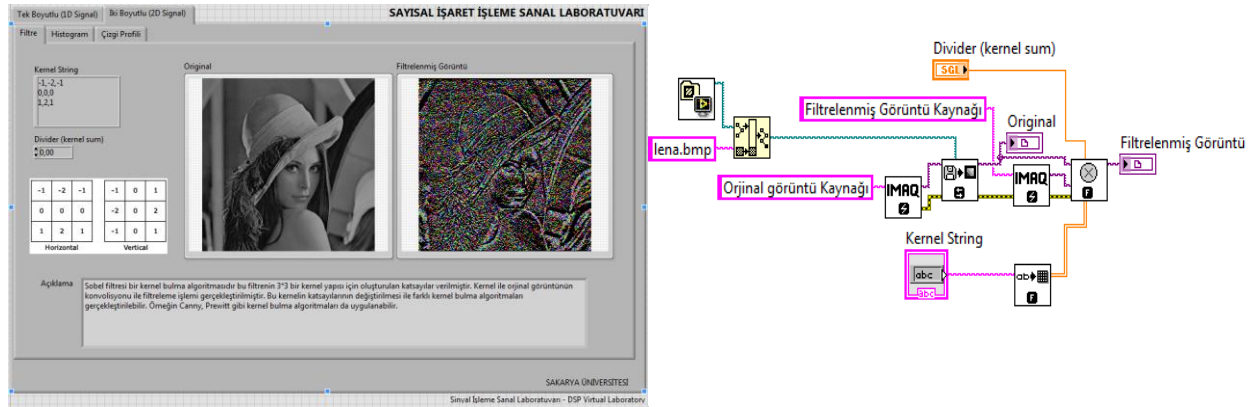 Tek Boyutlu (1D Signal)
İki Boyutlu (2D Signal)
SAYISAL İŞARET İŞLEME SANAL LABORATUVARI
Filtre
Histogram
Çizgi Profili
Kernel String
-1,-2,-1
0,0,0
1,2,1
Divider (kernel sum)
0,00
Original
Filtrelenmiş Görüntü
-1 -2 -1
0 0 0
1 2 1
Horizontal
-1 0 1
-2 0 2
-1 0 1
Vertical
Açıklama
Sobel filtresi bir kernel bulma algoritmasıdır bu filtrenin 3*3 bir kernel yapısı için oluşturulan katsayılar verilmiştir. Kernel ile orjinal görüntünün
konvolisyonu ile filtreleme işlemi gerçekleştirilmiştir. Bu kernelin katsayılarının değiştirilmesi ile farklı kernel bulma algoritmaları
gerçekleştirilebilir. Örneğin Canny, Prewitt gibi kernel bulma algoritmaları da uygulanabilir.
SAKARYA ÜNİVERSİTESİ
Sinyal İşleme Sanal Laboratuvarı - DSP Virtual Laboratory
Divider (kernel sum)
SGL
Filtrelenmiş Görüntü Kaynağı
Original
Filtrelenmiş Görüntü
lena.bmp
Orjinal görüntü Kaynağı
IMAQ
IMAQ
F
Kernel String
abc
abc
ab
F